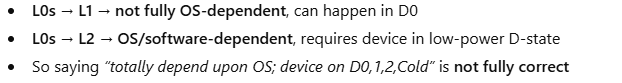 • L0s → L1 → not fully OS-dependent, can happen in D0
• L0s → L2 → OS/software-dependent, requires device in low-power D-state
• So saying “totally depend upon OS; device on D0,1,2,Cold” is not fully correct